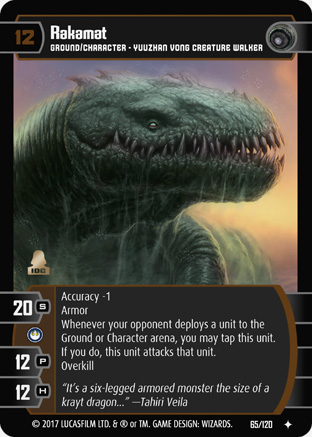 12 Rakamat
GROUND/CHARACTER - YUUZHAN VONG CREATURE WALKER
IDC
20 S
12 P
12 H
Accuracy -1
Armor
Whenever your opponent deploys a unit to the
Ground or Character arena, you may tap this unit.
If you do, this unit attacks that unit.
Overkill
“It’s a six-legged armored monster the size of a
krayt dragon...” —Tahiri Veila
© 2017 LUCASFILM LTD. & ® or TM. GAME DESIGN: WIZARDS. 65/120